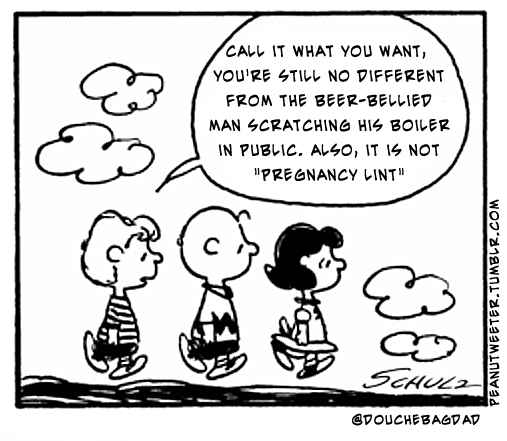 CALL IT WHAT YOU WANT,
YOU'RE STILL NO DIFFERENT
FROM THE BEER-BELLIED
MAN SCRATCHING HIS BOILER
IN PUBLIC. ALSO, IT IS NOT
"PREGNANCY LINT"
SCHULZ
PEANUTWEETER.TUMBLR.COM
@DOUCHEBAGDAD